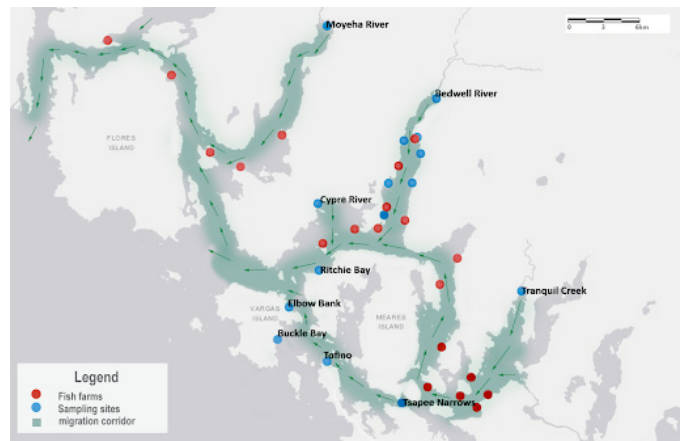 Moyeha River
0 3 6km
Bedwell River
FLORES
ISLAND
Cypre River
Ritchie Bay
Tranquil Creek
Elbow Bank
VARGAS
ISLAND
MEARES
ISLAND
Buckle Bay
Tofino
Tsapee Narrows
Legend
Fish farms
Sampling sites
migration corridor